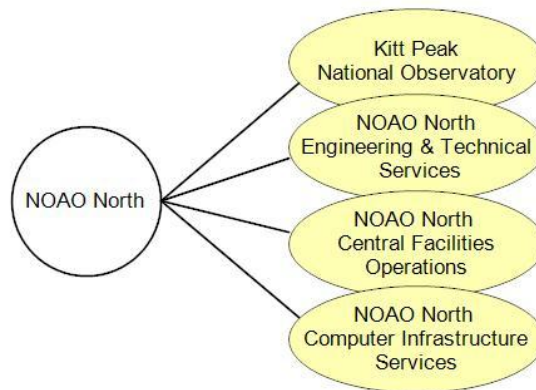 Kitt Peak
National Observatory
NOAO North
Engineering & Technical
Services
NOAO North
NOAO North
Central Facilities
Operations
NOAO North
Computer Infrastructure
Services